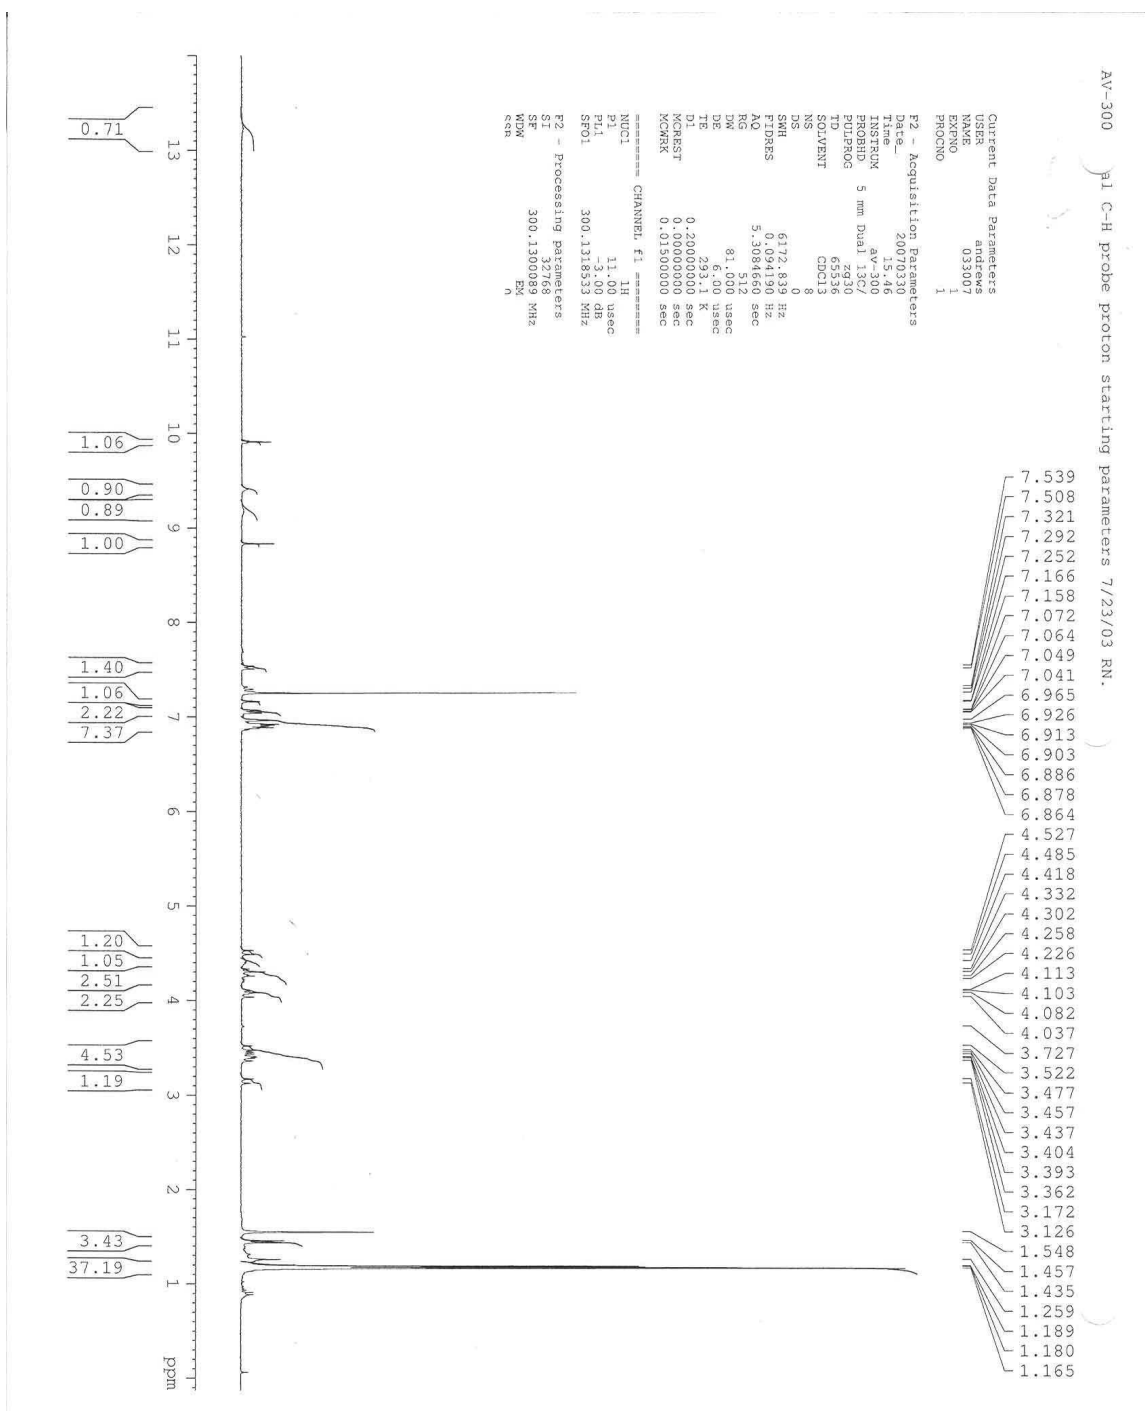 AV-300 al C-H probe proton starting parameters 7/23/03 RN.
Current Data Parameters
USER andrews
NAME 033007
EXPNO 1
PROCNO 1
F2 - Acquisition Parameters
Date_ 20070330
Time 15.46
INSTRUM av-300
PROBHD 5 mm Dual 13C/
PULPROG zg30
TD 65536
SOLVENT CDCl3
NS 8
DS 0
SWH 6172.839 Hz
FIDRES 0.094190 Hz
AQ 5.3084660 sec
RG 512
DW 81.000 usec
DE 6.00 usec
TE 293.1 K
D1 0.20000000 sec
MCREST 0.00000000 sec
MCWRK 0.01500000 sec
======== CHANNEL f1 ========
NUC1 1H
P1 11.00 usec
PL1 -3.00 dB
SFO1 300.1318533 MHz
F2 - Processing parameters
SI 32768
SF 300.1300089 MHz
WDW EM
SSB 0
7.539
7.508
7.321
7.292
7.252
7.166
7.158
7.072
7.064
7.049
7.041
6.965
6.926
6.913
6.903
6.886
6.878
6.864
4.527
4.485
4.418
4.332
4.302
4.258
4.226
4.113
4.103
4.082
4.037
3.727
3.522
3.477
3.457
3.437
3.404
3.393
3.362
3.172
3.126
1.548
1.457
1.435
1.259
1.189
1.180
1.165
13 12 11 10 9 8 7 6 5 4 3 2 1 ppm
0.71
1.06
0.90
0.89
1.00
1.40
1.06
2.22
7.37
1.20
1.05
2.51
2.25
4.53
1.19
3.43
37.19